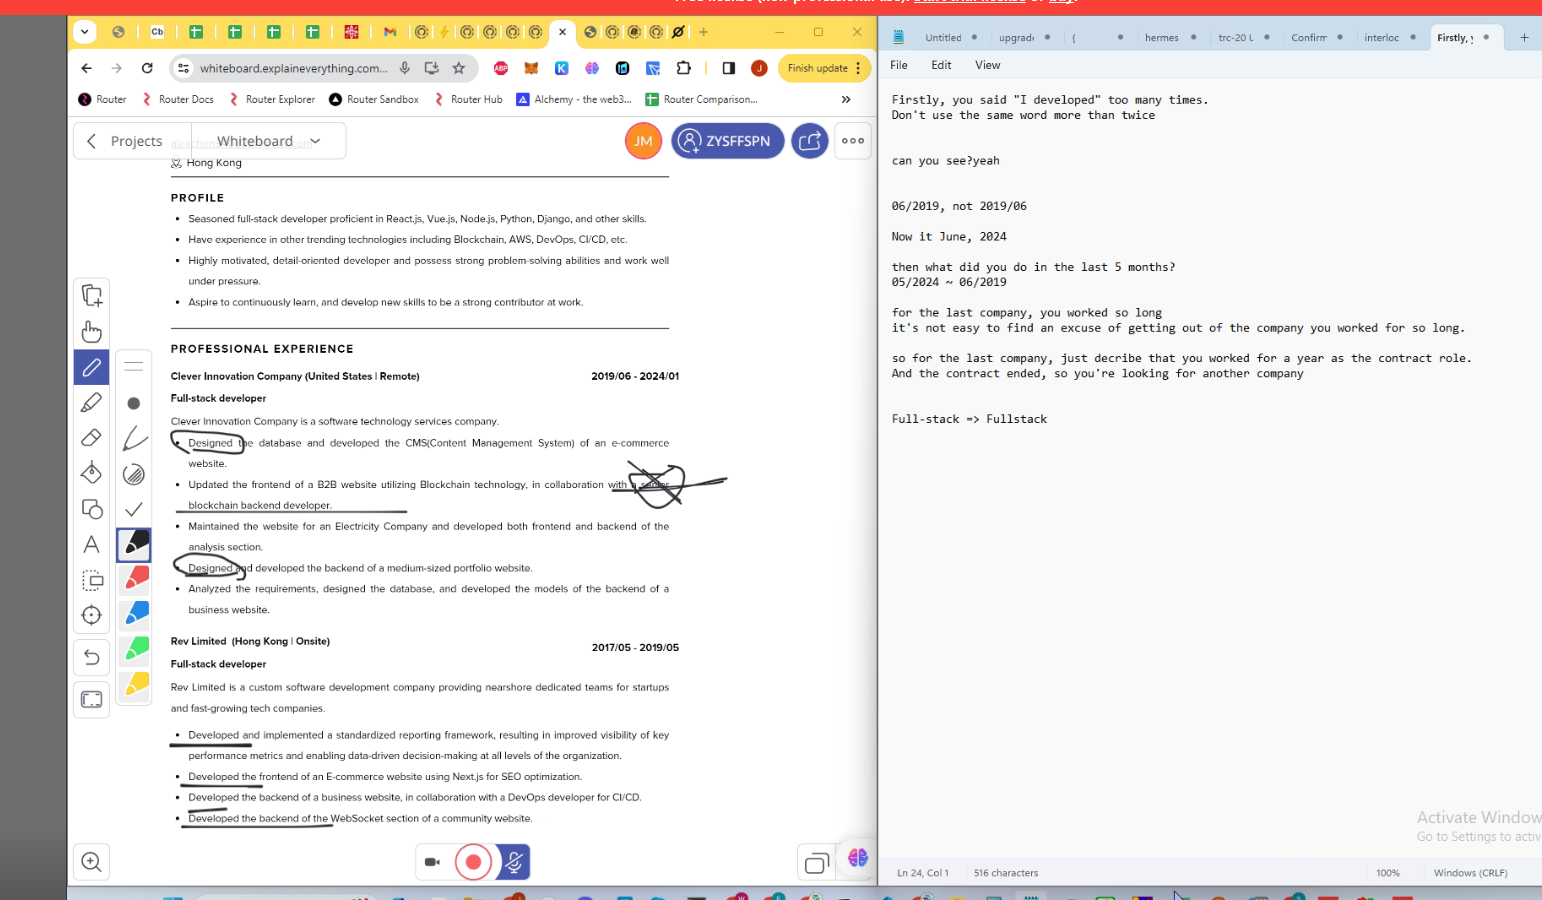 Free license (non-professional use). Start trial license or buy.
Cb
Untitled
upgrade
(
hermes
trc-20 U
Confirm
interloc
Firstly, y
whiteboard.explaineverything.com...
ABP
K
J
Finish update
File Edit View
Router
Router Docs
Router Explorer
Router Sandbox
Router Hub
Alchemy - the web3...
Router Comparison...
Projects
Whiteboard
JM
ZYSFFSPN
Hong Kong
PROFILE
• Seasoned full-stack developer proficient in React.js, Vue.js, Node.js, Python, Django, and other skills.
• Have experience in other trending technologies including Blockchain, AWS, DevOps, CI/CD, etc.
• Highly motivated, detail-oriented developer and possess strong problem-solving abilities and work well
under pressure.
• Aspire to continuously learn, and develop new skills to be a strong contributor at work.
PROFESSIONAL EXPERIENCE
Clever Innovation Company (United States | Remote) 2019/06 - 2024/01
Full-stack developer
Clever Innovation Company is a software technology services company.
• Designed the database and developed the CMS(Content Management System) of an e-commerce
website.
• Updated the frontend of a B2B website utilizing Blockchain technology, in collaboration with a senior
blockchain backend developer.
• Maintained the website for an Electricity Company and developed both frontend and backend of the
analysis section.
• Designed and developed the backend of a medium-sized portfolio website.
• Analyzed the requirements, designed the database, and developed the models of the backend of a
business website.
Rev Limited (Hong Kong | Onsite) 2017/05 - 2019/05
Full-stack developer
Rev Limited is a custom software development company providing nearshore dedicated teams for startups
and fast-growing tech companies.
• Developed and implemented a standardized reporting framework, resulting in improved visibility of key
performance metrics and enabling data-driven decision-making at all levels of the organization.
• Developed the frontend of an E-commerce website using Next.js for SEO optimization.
• Developed the backend of a business website, in collaboration with a DevOps developer for CI/CD.
• Developed the backend of the WebSocket section of a community website.
A
Firstly, you said "I developed" too many times.
Don't use the same word more than twice
can you see?yeah
06/2019, not 2019/06
Now it June, 2024
then what did you do in the last 5 months?
05/2024 ~ 06/2019
for the last company, you worked so long
it's not easy to find an excuse of getting out of the company you worked for so long.
so for the last company, just decribe that you worked for a year as the contract role.
And the contract ended, so you're looking for another company
Full-stack => Fullstack
Activate Window
Go to Settings to activ
Ln 24, Col 1
516 characters
100%
Windows (CRLF)